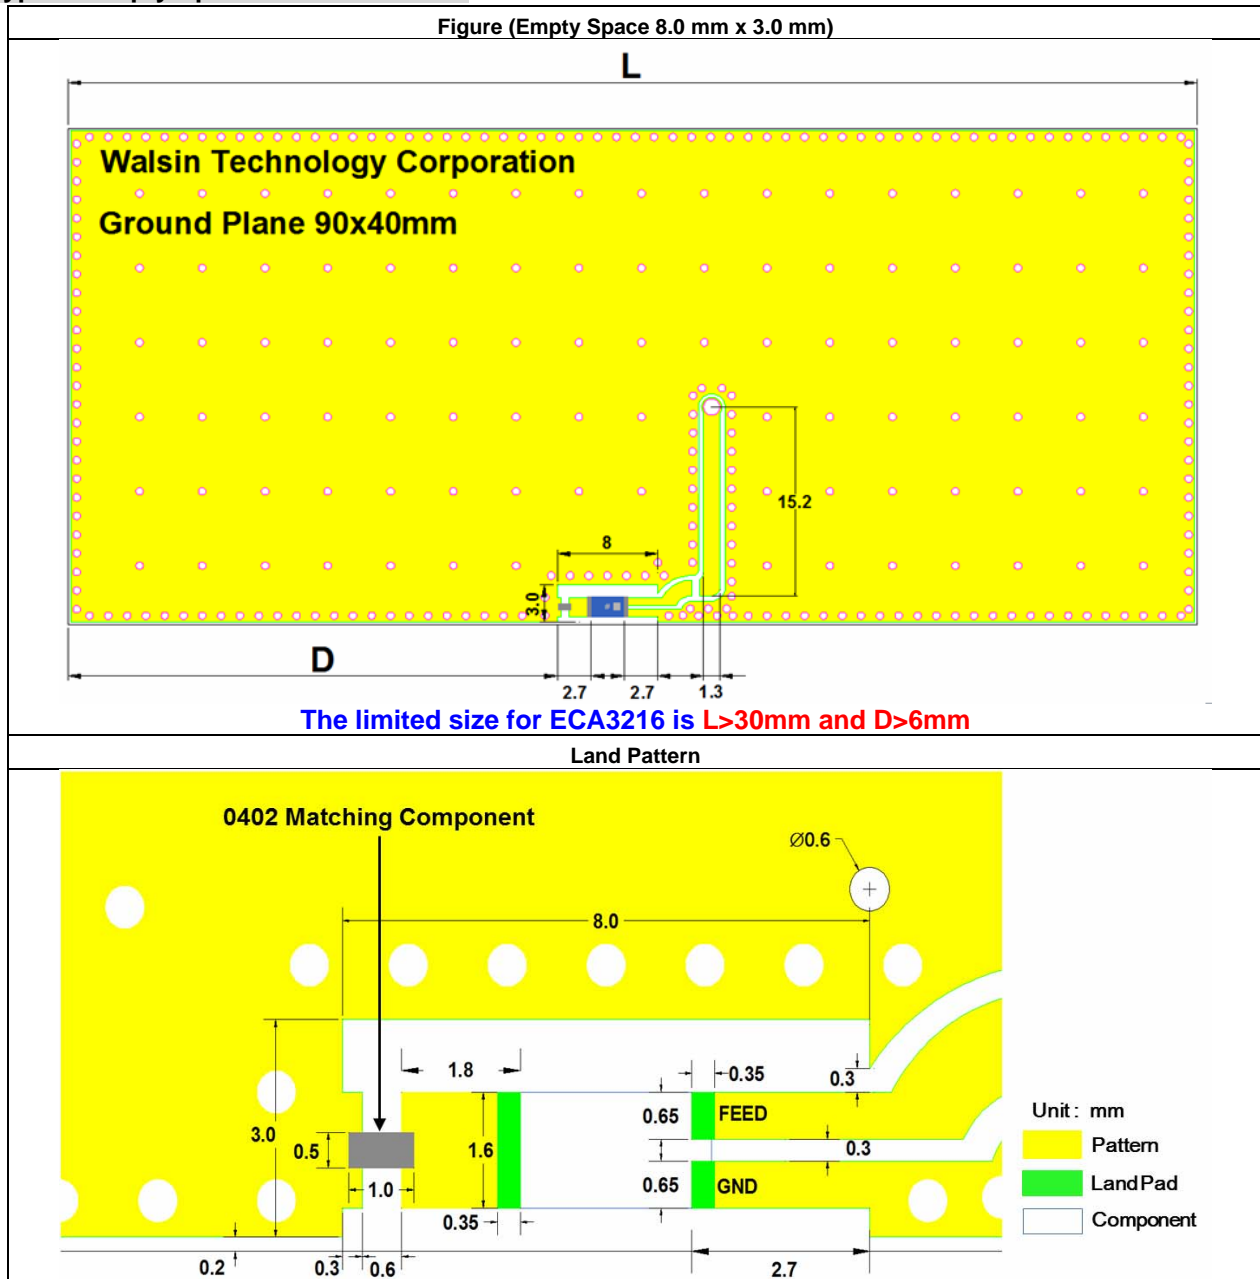 Figure (Empty Space 8.0 mm x 3.0 mm)
L
Walsin Technology Corporation
Ground Plane 90x40mm
15.2
8
3.0
D
2.7
2.7
1.3
The limited size for ECA3216 is L>30mm and D>6mm
Land Pattern
0402 Matching Component
Ø0.6
8.0
1.8
0.35
0.3
0.65
FEED
3.0
0.5
1.6
0.3
1.0
0.65
GND
0.35
0.2
0.3
0.6
2.7
Unit: mm
Pattern
Land Pad
Component